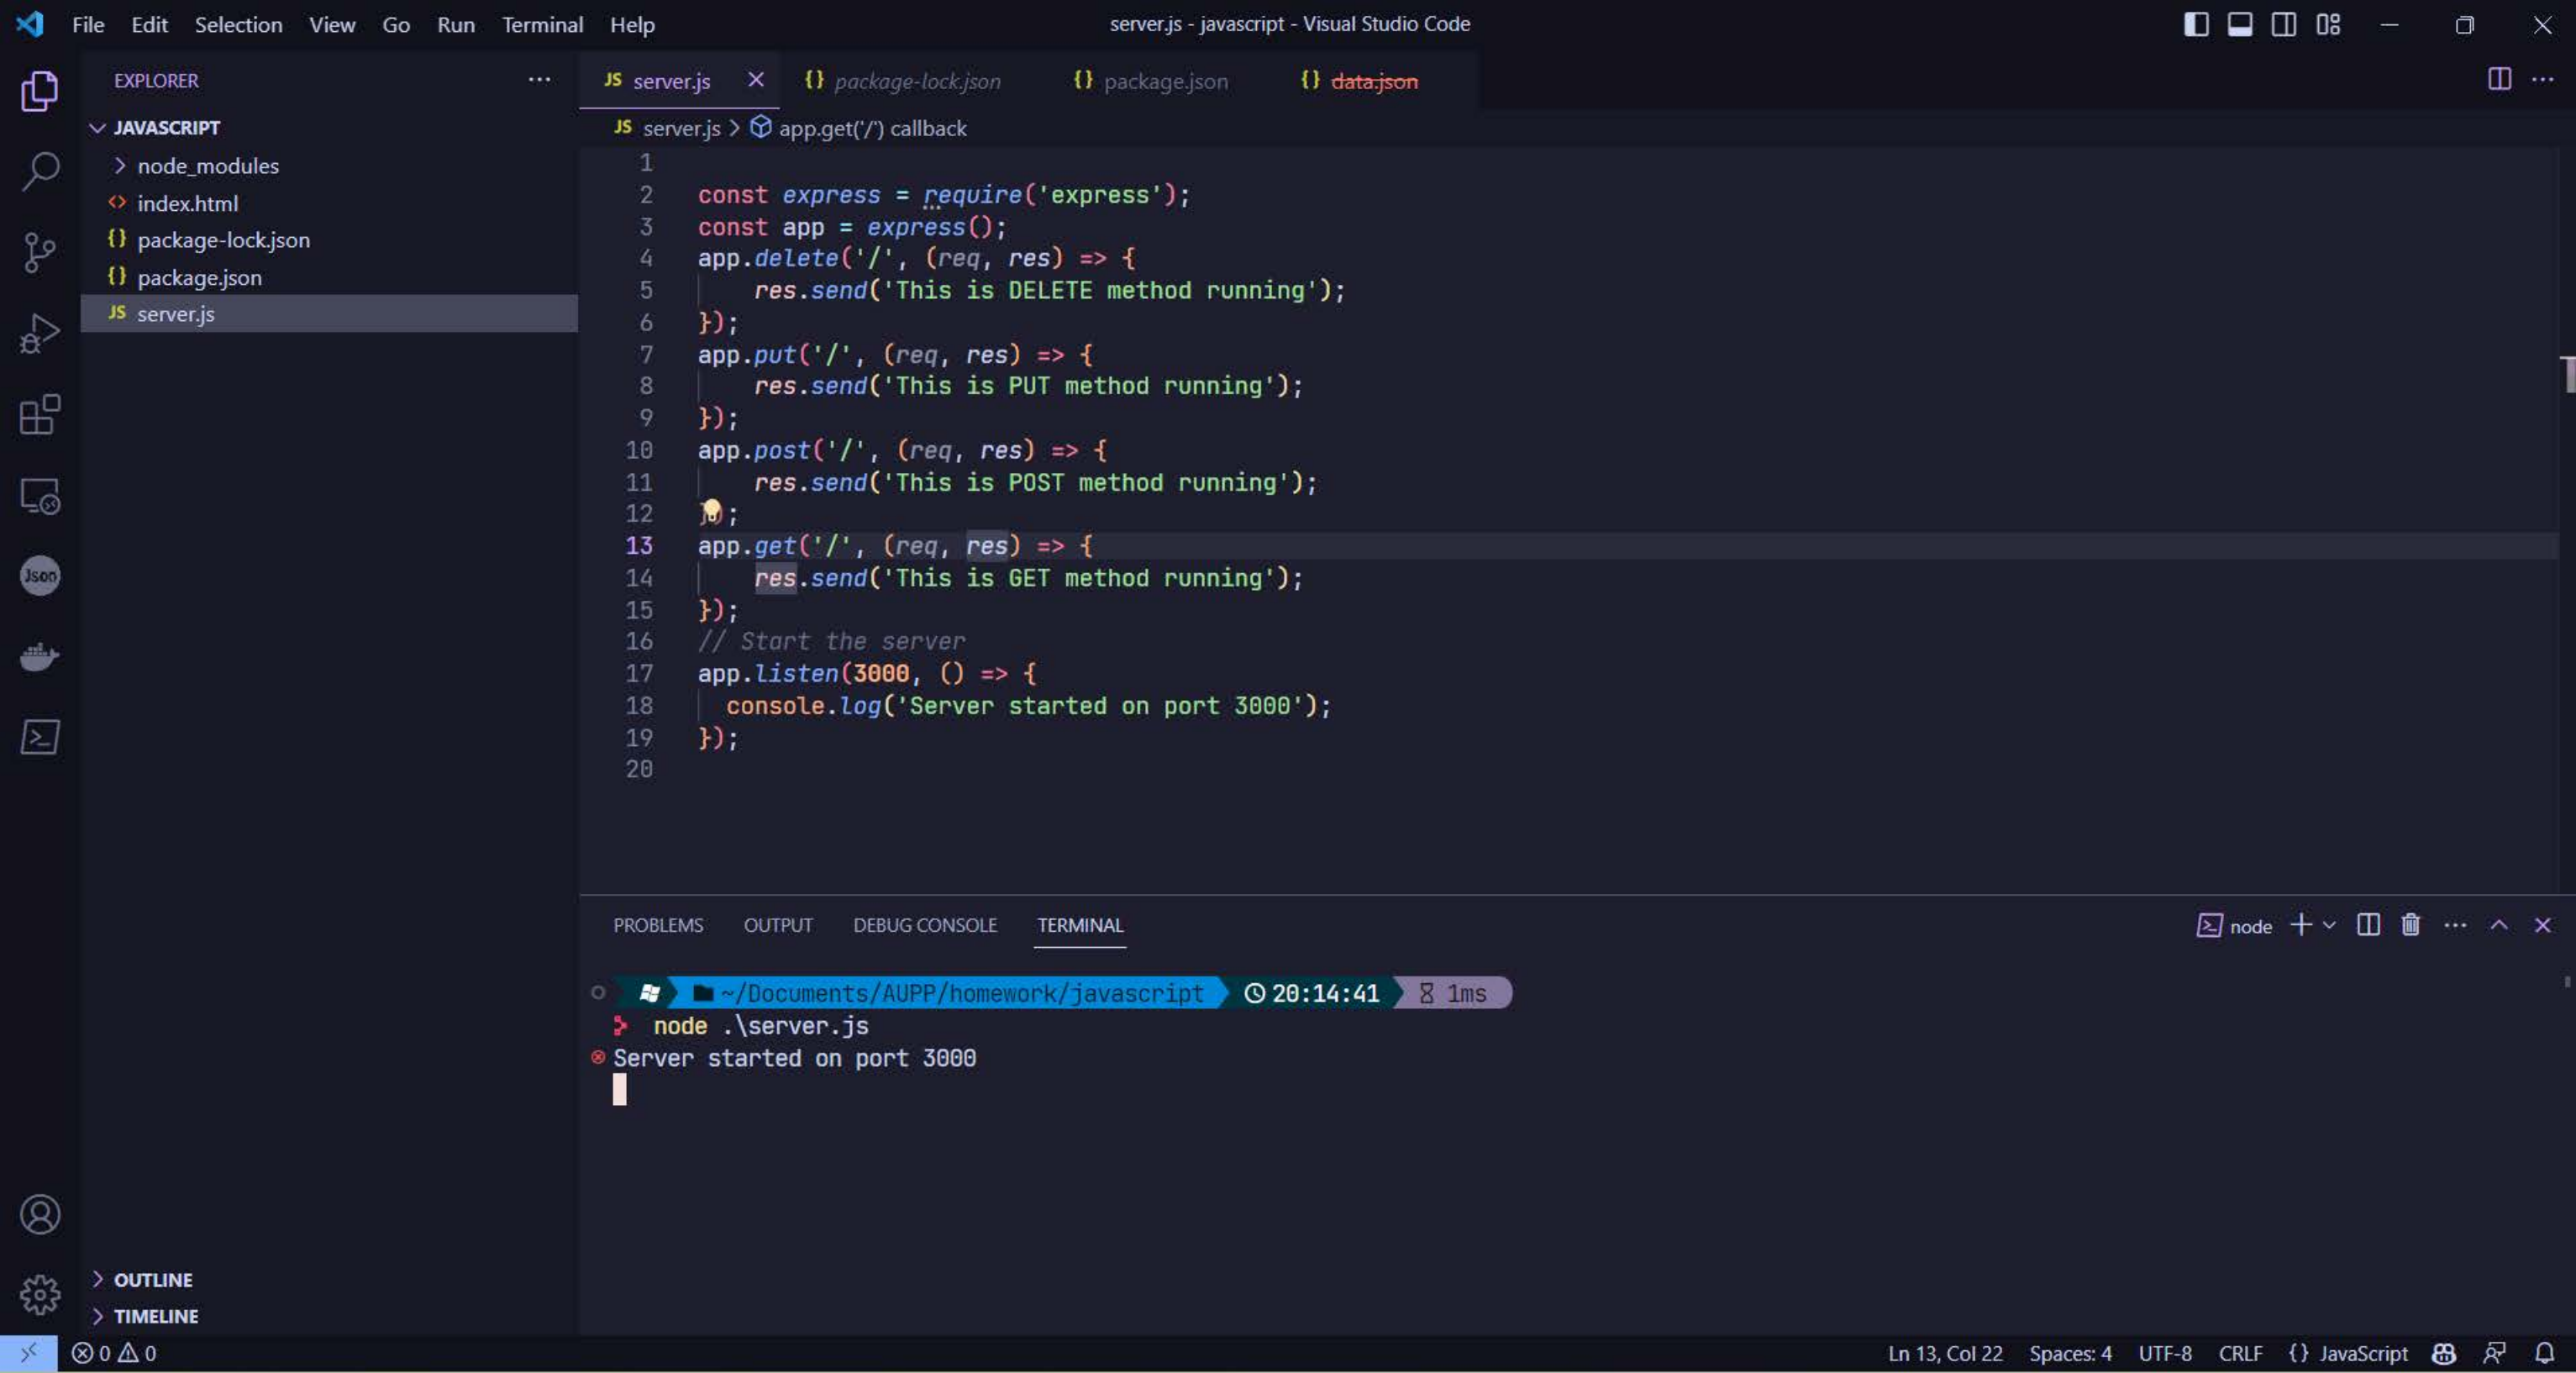 File Edit Selection View Go Run Terminal Help server.js - javascript - Visual Studio Code
EXPLORER
JAVASCRIPT
node_modules
index.html
package-lock.json
package.json
JS server.js
OUTLINE
TIMELINE
JS server.js {} package-lock.json {} package.json {} data.json
JS server.js > app.get('/') callback
1
2 const express = require('express');
3 const app = express();
4 app.delete('/', (req, res) => {
5 res.send('This is DELETE method running');
6 });
7 app.put('/', (req, res) => {
8 res.send('This is PUT method running');
9 });
10 app.post('/', (req, res) => {
11 res.send('This is POST method running');
12 });
13 app.get('/', (req, res) => {
14 res.send('This is GET method running');
15 });
16 // Start the server
17 app.listen(3000, () => {
18 console.log('Server started on port 3000');
19 });
20
PROBLEMS OUTPUT DEBUG CONSOLE TERMINAL node
~/Documents/AUPP/homework/javascript 20:14:41 1ms
node .\server.js
Server started on port 3000
Json
0 0 Ln 13, Col 22 Spaces: 4 UTF-8 CRLF {} JavaScript